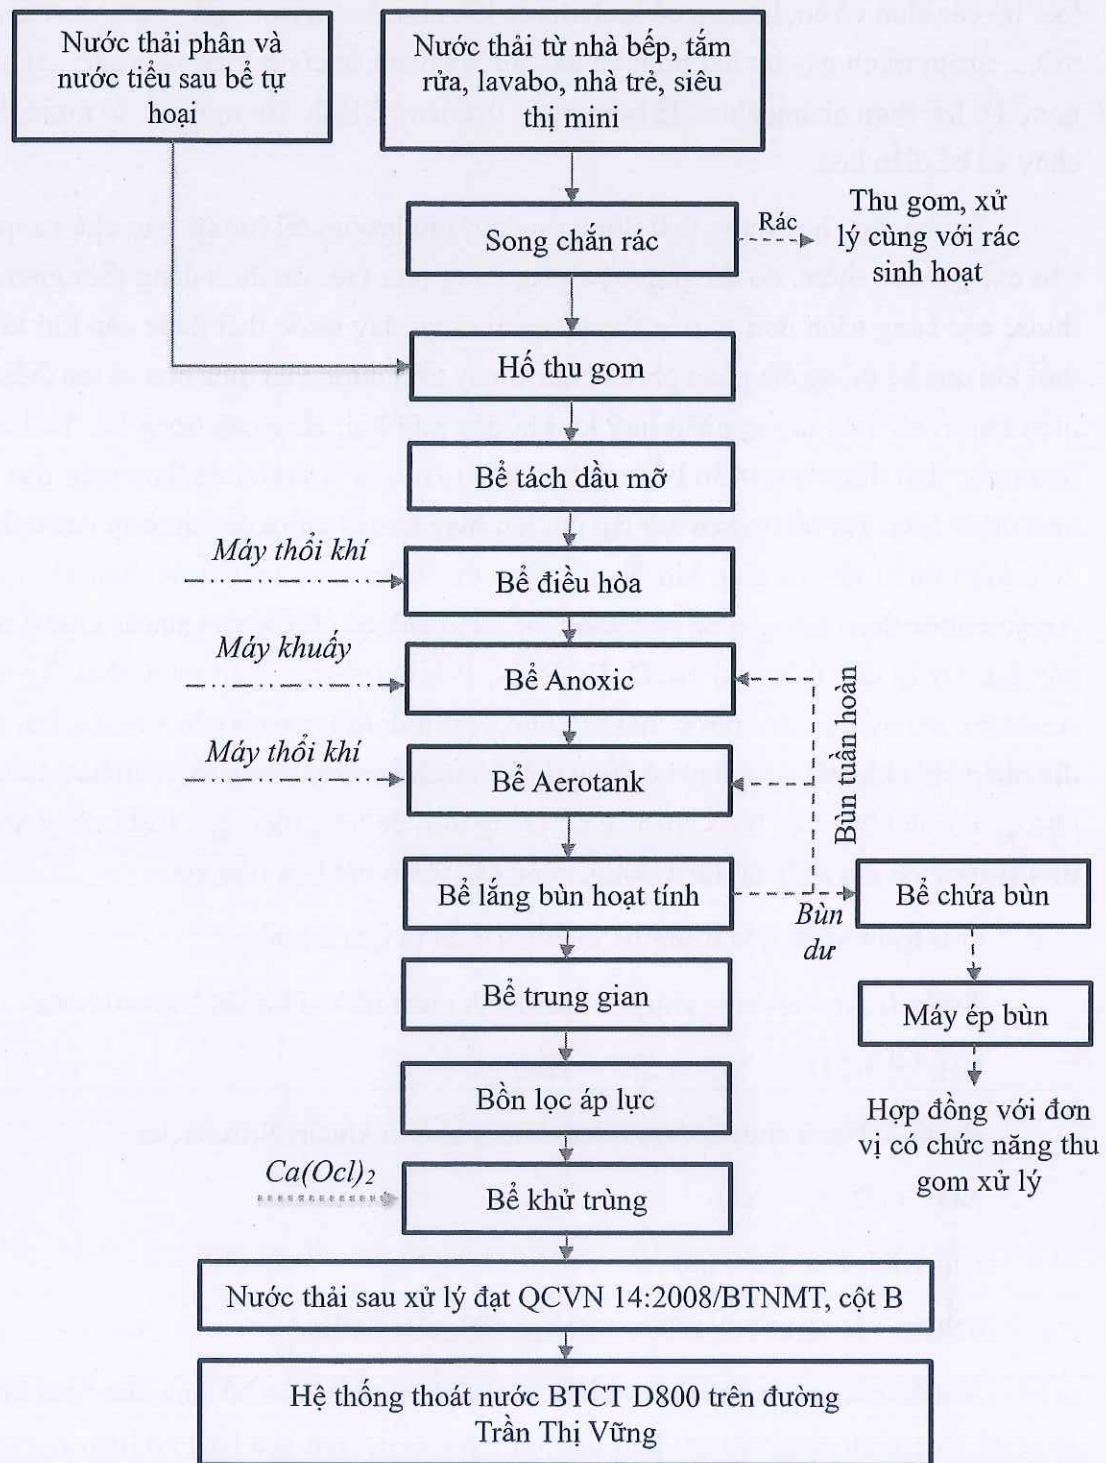 Nước thải phân và
nước tiểu sau bể tự
hoại
Nước thải từ nhà bếp, tắm
rửa, lavabo, nhà trẻ, siêu
thị mini
Song chắn rác
Rác
Thu gom, xử
lý cùng với rác
sinh hoạt
Hố thu gom
Bể tách dầu mỡ
Máy thổi khí
Bể điều hòa
Máy khuấy
Bể Anoxic
Máy thổi khí
Bể Aerotank
Bùn tuần hoàn
Bể lắng bùn hoạt tính
Bùn
dư
Bể chứa bùn
Bể trung gian
Máy ép bùn
Bồn lọc áp lực
Hợp đồng với đơn
vị có chức năng thu
gom xử lý
Ca(Ocl)2
Bể khử trùng
Nước thải sau xử lý đạt QCVN 14:2008/BTNMT, cột B
Hệ thống thoát nước BTCT D800 trên đường
Trần Thị Vững